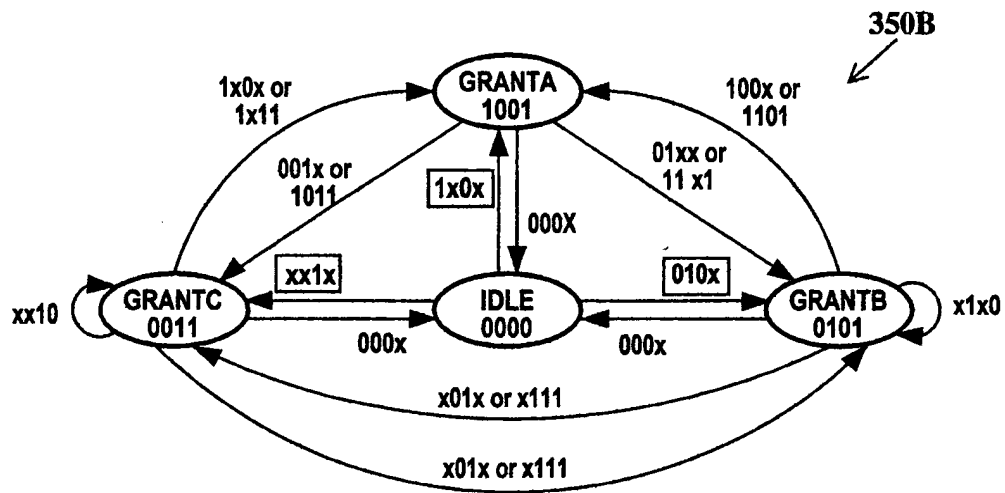 350B
GRANTA
1001
1x0x or
1x11
100x or
1101
001x or
1011
1x0x
01xx or
11 x1
000X
xx1x
010x
GRANTC
0011
IDLE
0000
GRANTB
0101
xx10
x1x0
000x
000x
x01x or x111
x01x or x111